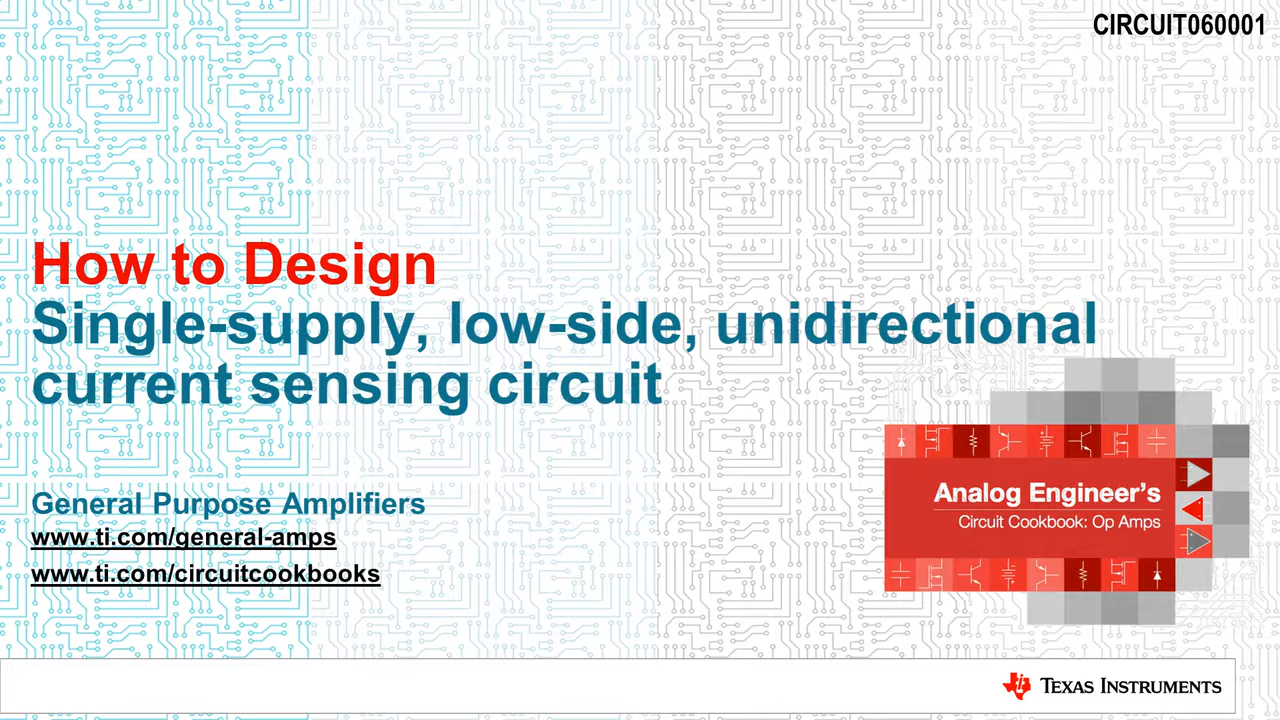 CIRCUIT060001
How to Design
Single-supply, low-side, unidirectional
current sensing circuit
General Purpose Amplifiers
www.ti.com/general-amps
www.ti.com/circuitcookbooks
Analog Engineer's
Circuit Cookbook: Op Amps
TEXAS INSTRUMENTS